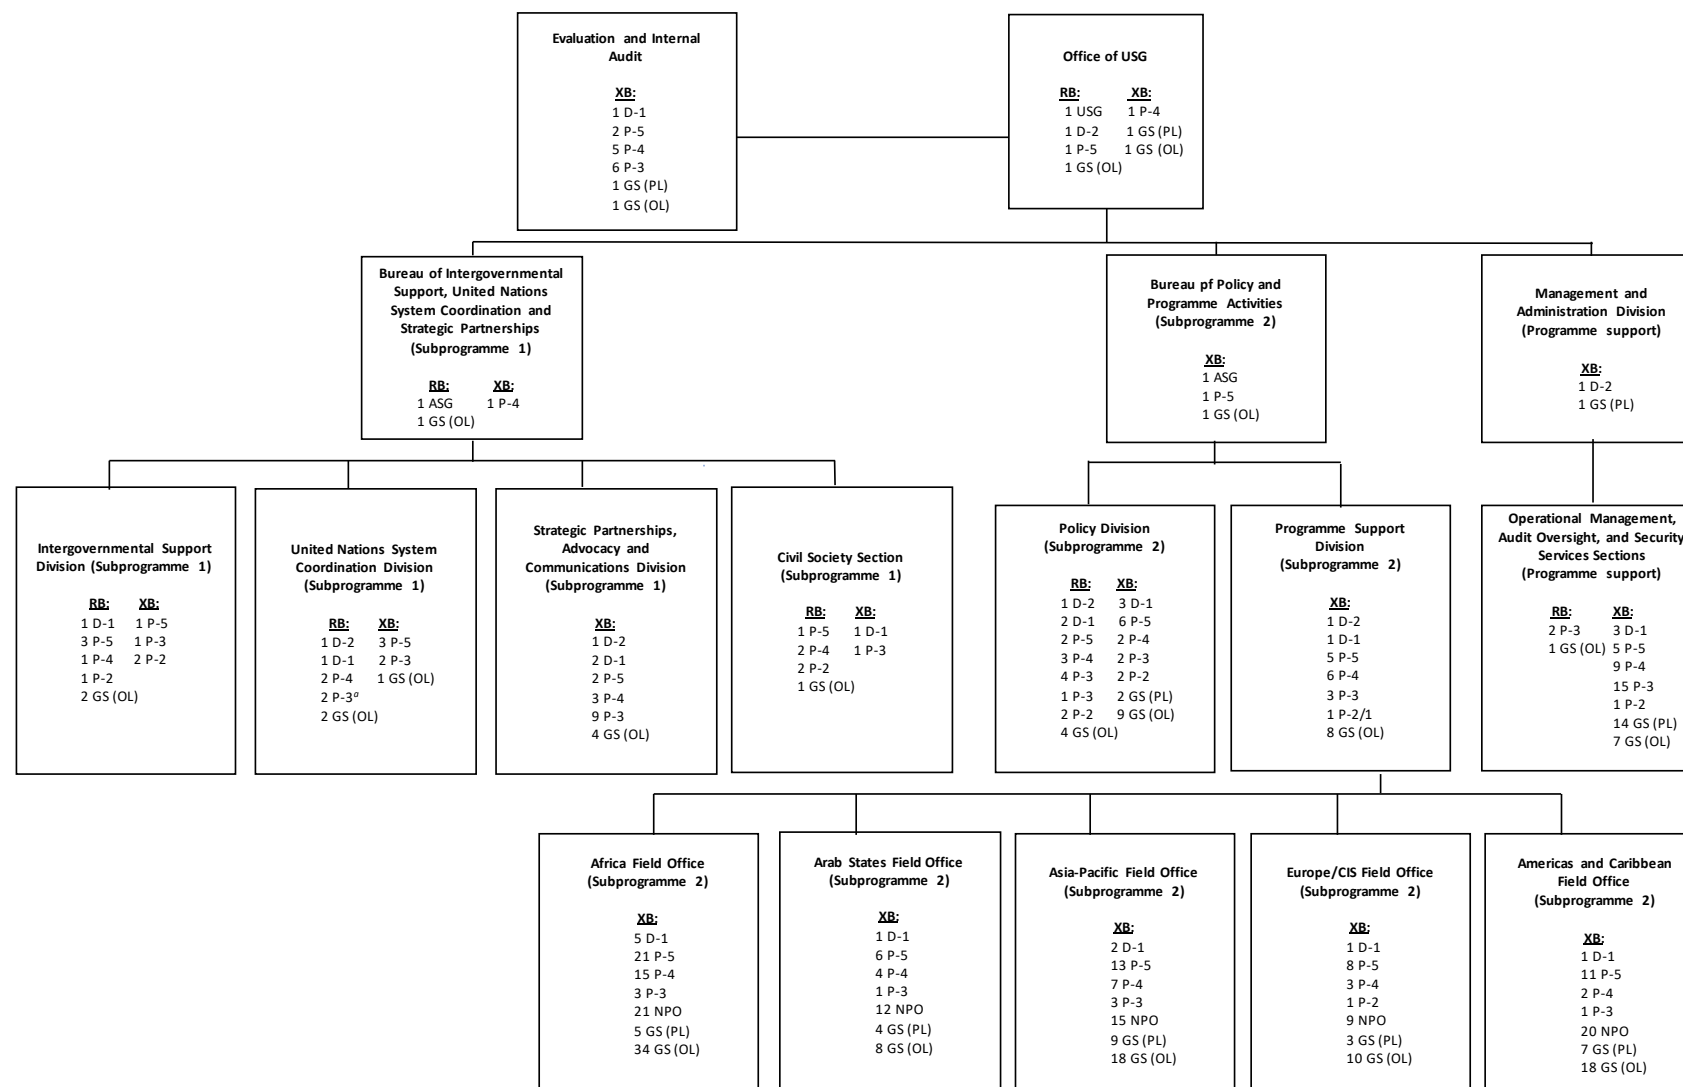 Evaluation and Internal
Audit
XB:
1 D-1
2 P-5
5 P-4
6 P-3
1 GS (PL)
1 GS (OL)
Office of USG
RB: XB:
1 USG 1 P-4
1 D-2 1 GS (PL)
1 P-5 1 GS (OL)
1 GS (OL)
Bureau of Intergovernmental
Support, United Nations
System Coordination and
Strategic Partnerships
(Subprogramme 1)
RB: XB:
1 ASG 1 P-4
1 GS (OL)
Bureau pf Policy and
Programme Activities
(Subprogramme 2)
XB:
1 ASG
1 P-5
1 GS (OL)
Management and
Administration Division
(Programme support)
XB:
1 D-2
1 GS (PL)
Intergovernmental Support
Division (Subprogramme 1)
RB: XB:
1 D-1 1 P-5
3 P-5 1 P-3
1 P-4 2 P-2
1 P-2
2 GS (OL)
United Nations System
Coordination Division
(Subprogramme 1)
RB: XB:
1 D-2 3 P-5
1 D-1 2 P-3
2 P-4 1 GS (OL)
2 P-3a
2 GS (OL)
Strategic Partnerships,
Advocacy and
Communications Division
(Subprogramme 1)
XB:
1 D-2
2 D-1
2 P-5
3 P-4
9 P-3
4 GS (OL)
Civil Society Section
(Subprogramme 1)
RB: XB:
1 P-5 1 D-1
2 P-4 1 P-3
2 P-2
1 GS (OL)
Policy Division
(Subprogramme 2)
RB: XB:
1 D-2 3 D-1
2 D-1 6 P-5
2 P-5 2 P-4
3 P-4 2 P-3
4 P-3 2 P-2
1 P-3 2 GS (PL)
2 P-2 9 GS (OL)
4 GS (OL)
Programme Support
Division
(Subprogramme 2)
XB:
1 D-2
1 D-1
5 P-5
6 P-4
3 P-3
1 P-2/1
8 GS (OL)
Operational Management,
Audit Oversight, and Security
Services Sections
(Programme support)
RB: XB:
2 P-3 3 D-1
1 GS (OL) 5 P-5
9 P-4
15 P-3
1 P-2
14 GS (PL)
7 GS (OL)
Africa Field Office
(Subprogramme 2)
XB:
5 D-1
21 P-5
15 P-4
3 P-3
21 NPO
5 GS (PL)
34 GS (OL)
Arab States Field Office
(Subprogramme 2)
XB:
1 D-1
6 P-5
4 P-4
1 P-3
12 NPO
4 GS (PL)
8 GS (OL)
Asia-Pacific Field Office
(Subprogramme 2)
XB:
2 D-1
13 P-5
7 P-4
3 P-3
15 NPO
9 GS (PL)
18 GS (OL)
Europe/CIS Field Office
(Subprogramme 2)
XB:
1 D-1
8 P-5
3 P-4
1 P-2
9 NPO
3 GS (PL)
10 GS (OL)
Americas and Caribbean
Field Office
(Subprogramme 2)
XB:
1 D-1
11 P-5
2 P-4
1 P-3
20 NPO
7 GS (PL)
18 GS (OL)